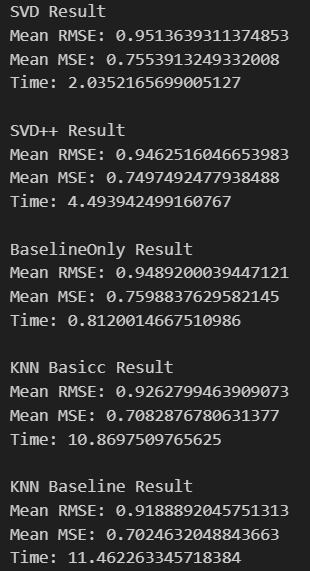 SVD Result
Mean RMSE: 0.9513639311374853
Mean MSE: 0.7553913249332008
Time: 2.0352165699005127
SVD++ Result
Mean RMSE: 0.9462516046653983
Mean MSE: 0.7497492477938488
Time: 4.493942499160767
BaselineOnly Result
Mean RMSE: 0.9489200039447121
Mean MSE: 0.7598837629582145
Time: 0.8120014667510986
KNN Basicc Result
Mean RMSE: 0.9262799463909073
Mean MSE: 0.7082876780631377
Time: 10.8697509765625
KNN Baseline Result
Mean RMSE: 0.9188892045751313
Mean MSE: 0.7024632048843663
Time: 11.462263345718384